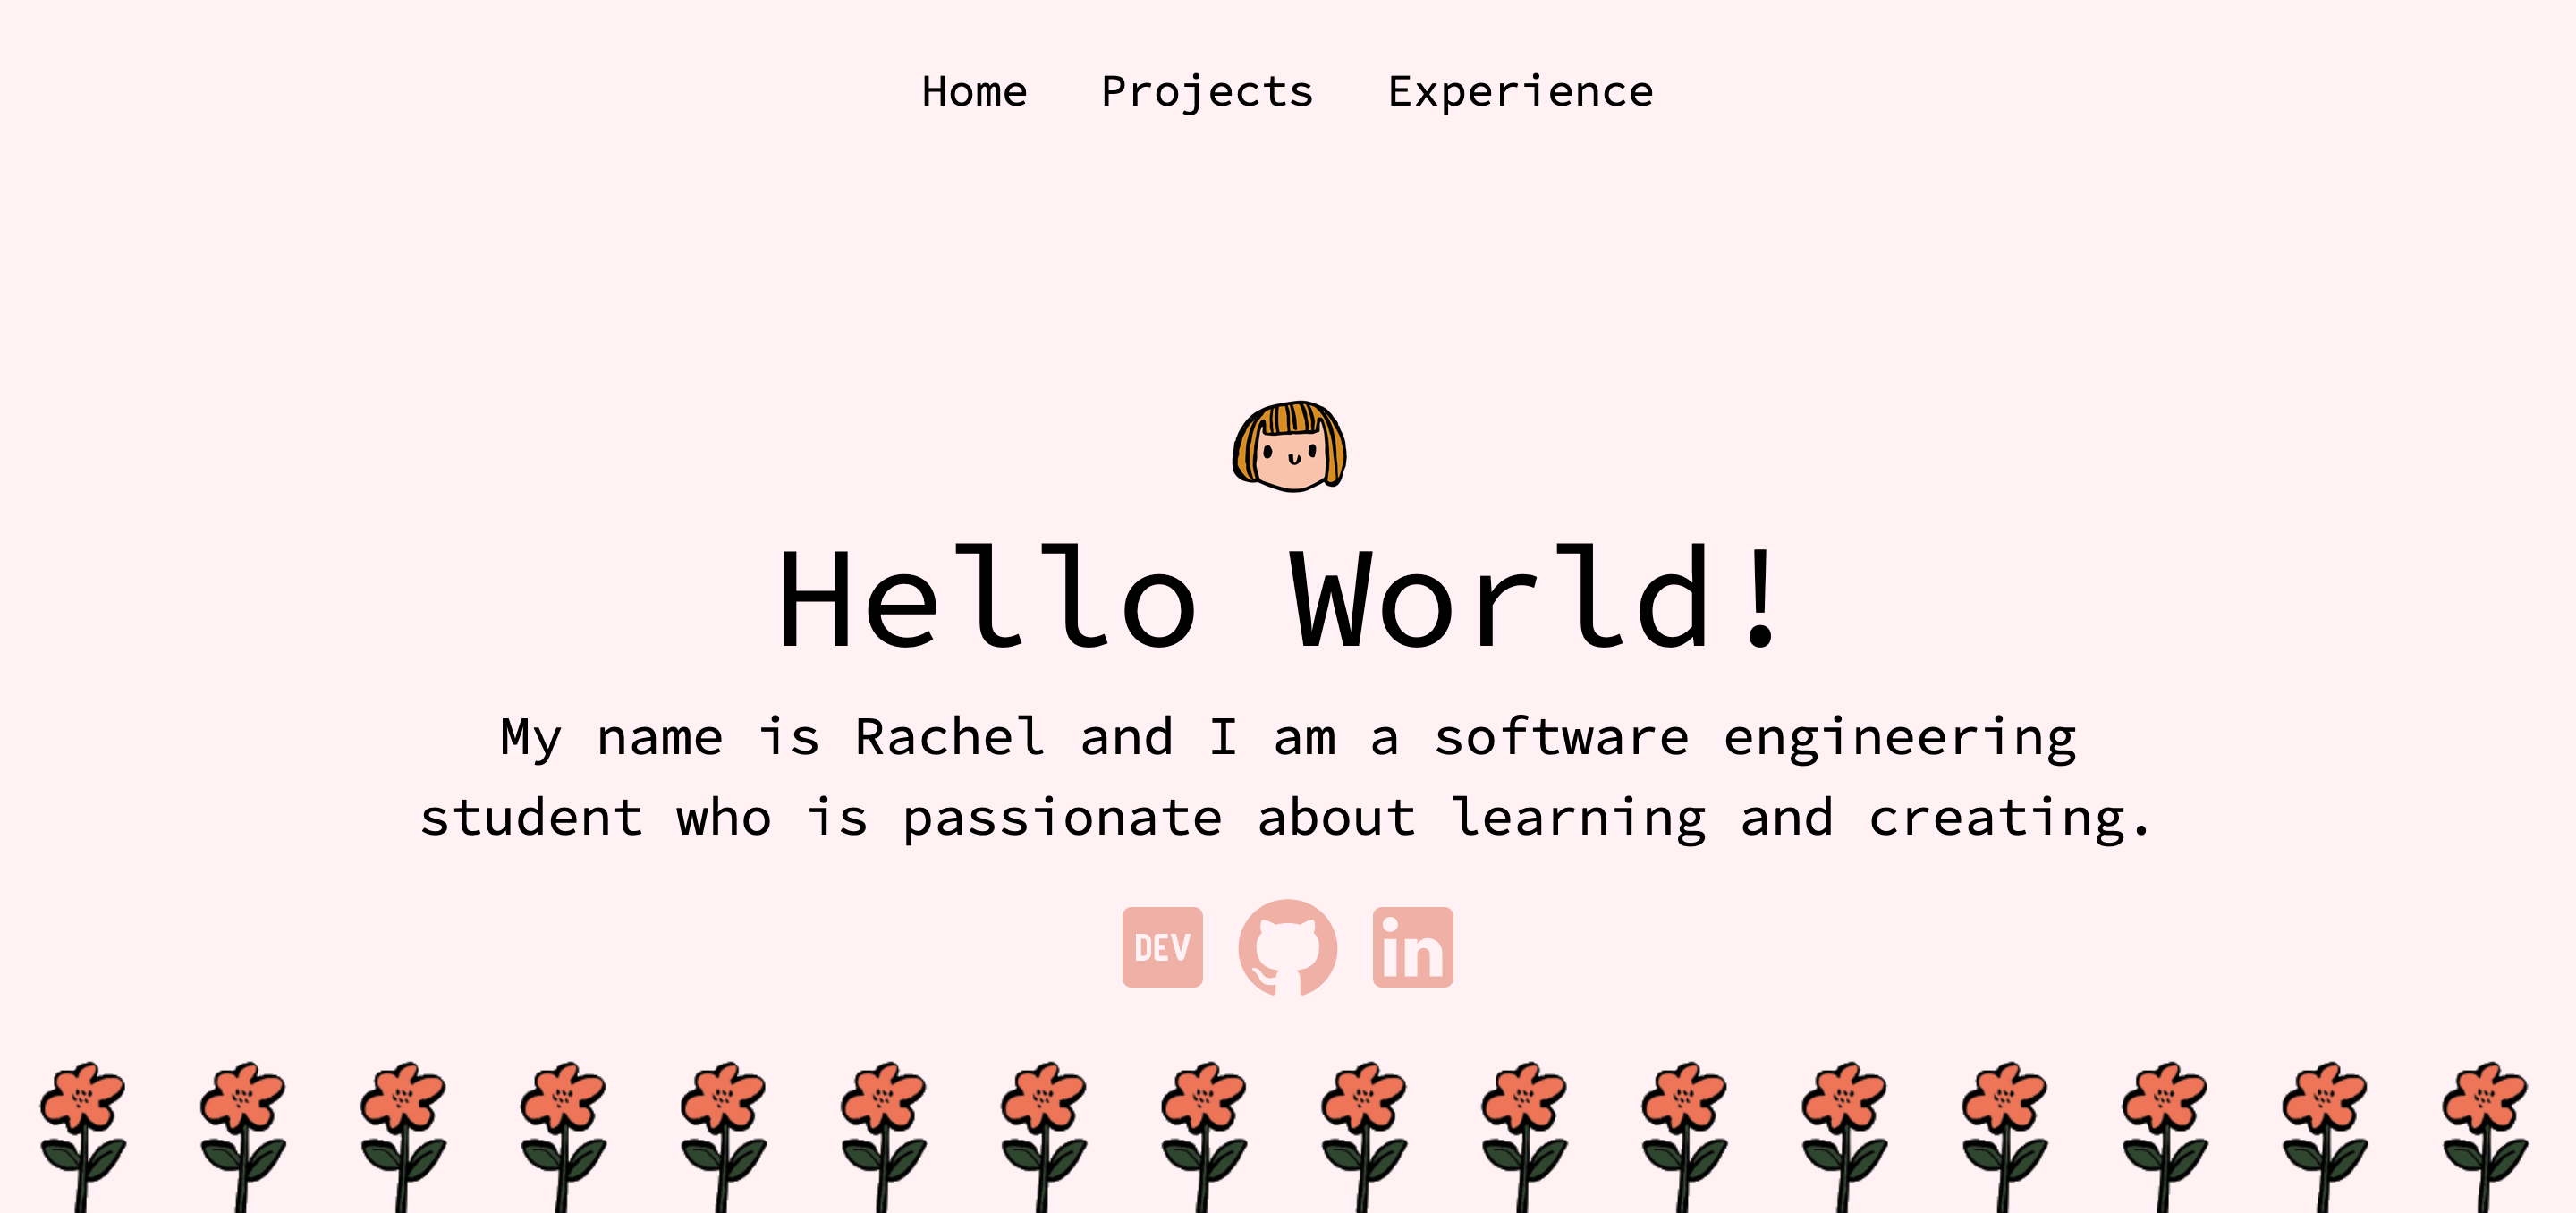 Home Projects Experience
Hello World!
My name is Rachel and I am a software engineering
student who is passionate about learning and creating.
DEV in